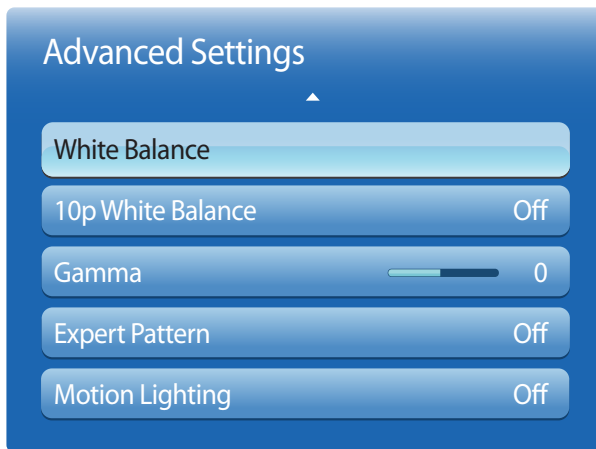 Advanced Settings
White Balance
10p White Balance Off
Gamma 0
Expert Pattern Off
Motion Lighting Off